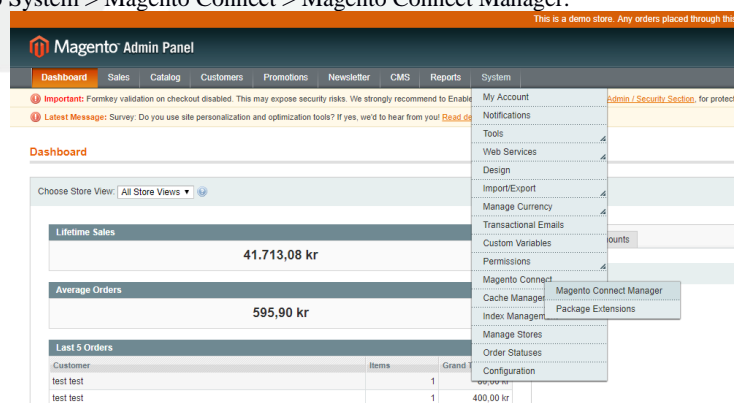 System > Magento Connect > Magento Connect Manager.
This is a demo store. Any orders placed through this
Magento Admin Panel
Dashboard Sales Catalog Customers Promotions Newsletter CMS Reports System
Important: Formkey validation on checkout disabled. This may expose security risks. We strongly recommend to Enable Admin / Security Section, for protec
Latest Message: Survey: Do you use site personalization and optimization tools? If yes, we'd to hear from you! Read de
My Account
Notifications
Tools
Web Services
Design
Import/Export
Manage Currency
Transactional Emails
Custom Variables
Permissions
Magento Connect
Cache Manage
Index Managem
Manage Stores
Order Statuses
Configuration
Magento Connect Manager
Package Extensions
Dashboard
Choose Store View: All Store Views
ounts
Lifetime Sales
41.713,08 kr
Average Orders
595,90 kr
Last 5 Orders
Customer Items Grand T
test test 1 80,00 kr
test test 1 400,00 kr